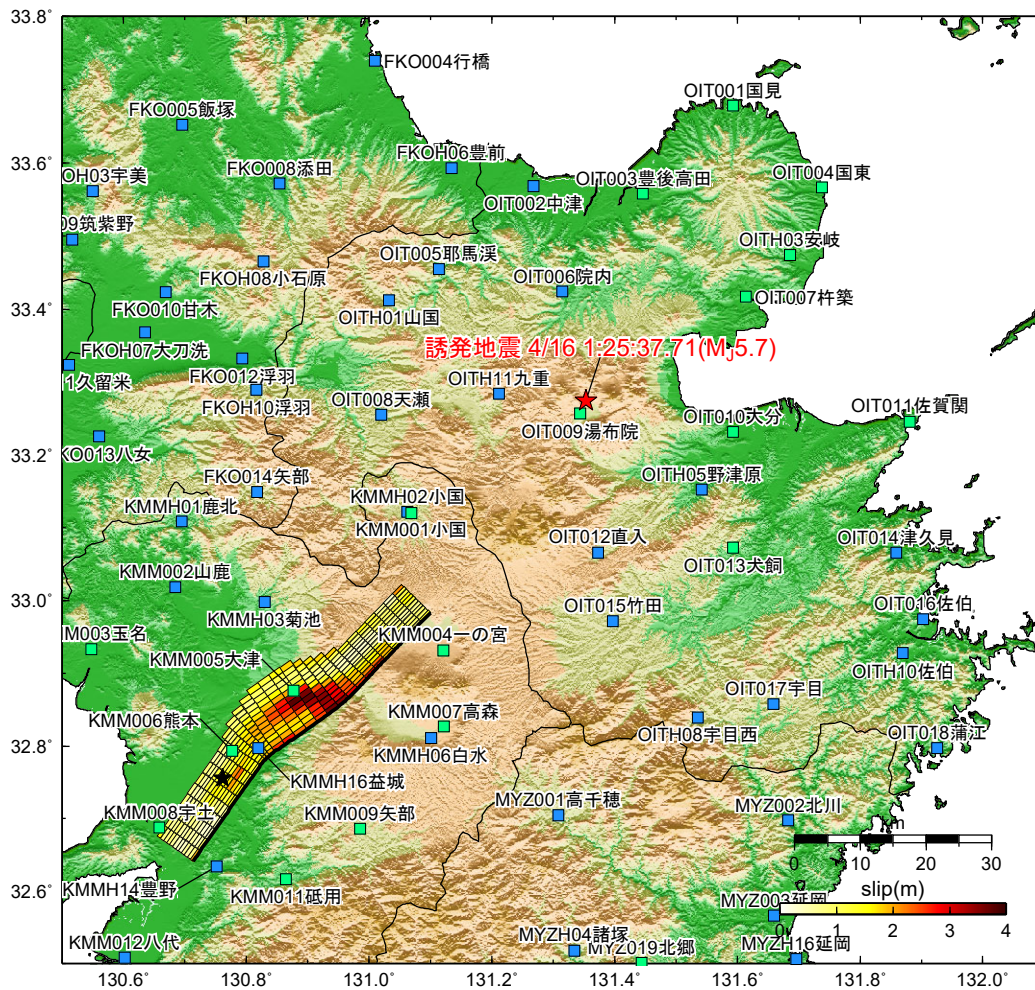 33.8
FKO004行橋
OIT001国見
FKO005飯塚
33.6
FKOH06豊前
FKO008添田
OIT003豊後高田
OIT004国東
OH03宇美
OIT002中津
09筑紫野
OITH03安岐
OIT005耶馬渓
FKOH08小石原
OIT006院内
OIT007杵築
33.4
FKO010甘木
OITH01山国
誘発地震 4/16 1:25:37.71(Mj5.7)
FKOH07大刀洗
1久留米
FKO012浮羽
OITH11九重
FKOH10浮羽
OIT008天瀬
OIT011佐賀関
OIT010大分
OIT009湯布院
33.2
KO013八女
FKO014矢部
OITH05野津原
KMMH02小国
KMMH01鹿北
KMM001小国
OIT012直入
OIT014津久見
OIT013犬飼
KMM002山鹿
33.0
OIT015竹田
OIT016佐伯
KMMH03菊池
KMM004一の宮
M003玉名
KMM005大津
OITH10佐伯
OIT017宇目
KMM006熊本
KMM007高森
OITH08宇目西
OIT018蒲江
32.8
KMMH06白水
KMMH16益城
KMM008宇土
KMM009矢部
MYZ001高千穂
MYZ002北川
km
0 10 20 30
KMMH14豊野
slip(m)
KMM011砥用
MYZ003延岡
32.6
0 1 2 3 4
KMM012八代
MYZH04諸塚
MYZ019北郷
MYZH16延岡
130.6 130.8 131.0 131.2 131.4 131.6 131.8 132.0